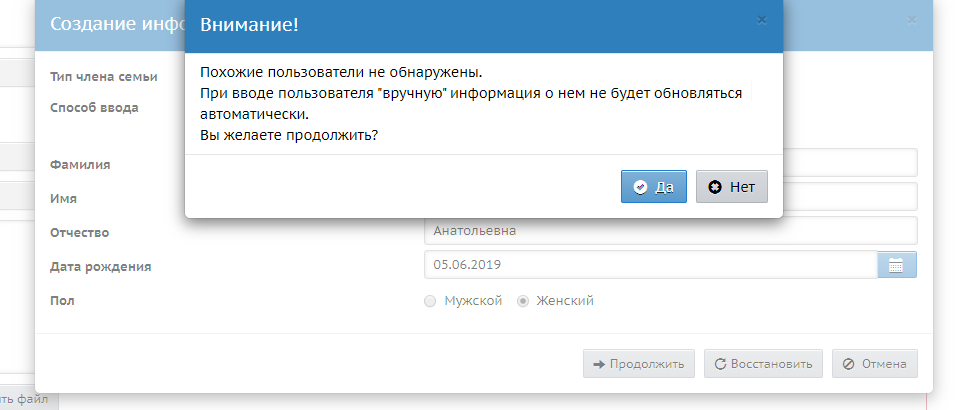 Создание инфо
Внимание!
Похожие пользователи не обнаружены.
При вводе пользователя "вручную" информация о нем не будет обновляться
автоматически.
Вы желаете продолжить?
Да Нет
Тип члена семьи
Способ ввода
Фамилия
Имя
Отчество Анатольевна
Дата рождения 05.06.2019
Пол Мужской Женский
Продолжить Восстановить Отмена
ть файл